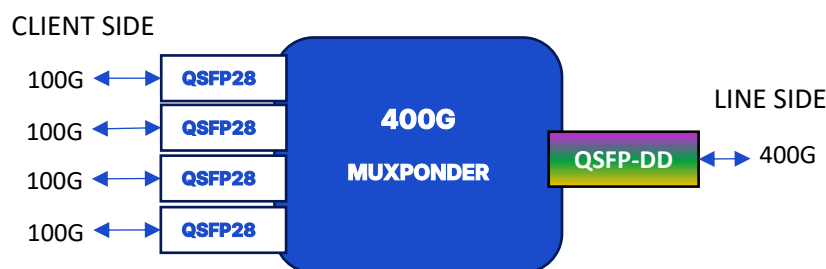 CLIENT SIDE
100G
QSFP28
100G
QSFP28
100G
QSFP28
100G
QSFP28
400G
MUXPONDER
LINE SIDE
QSFP-DD
400G